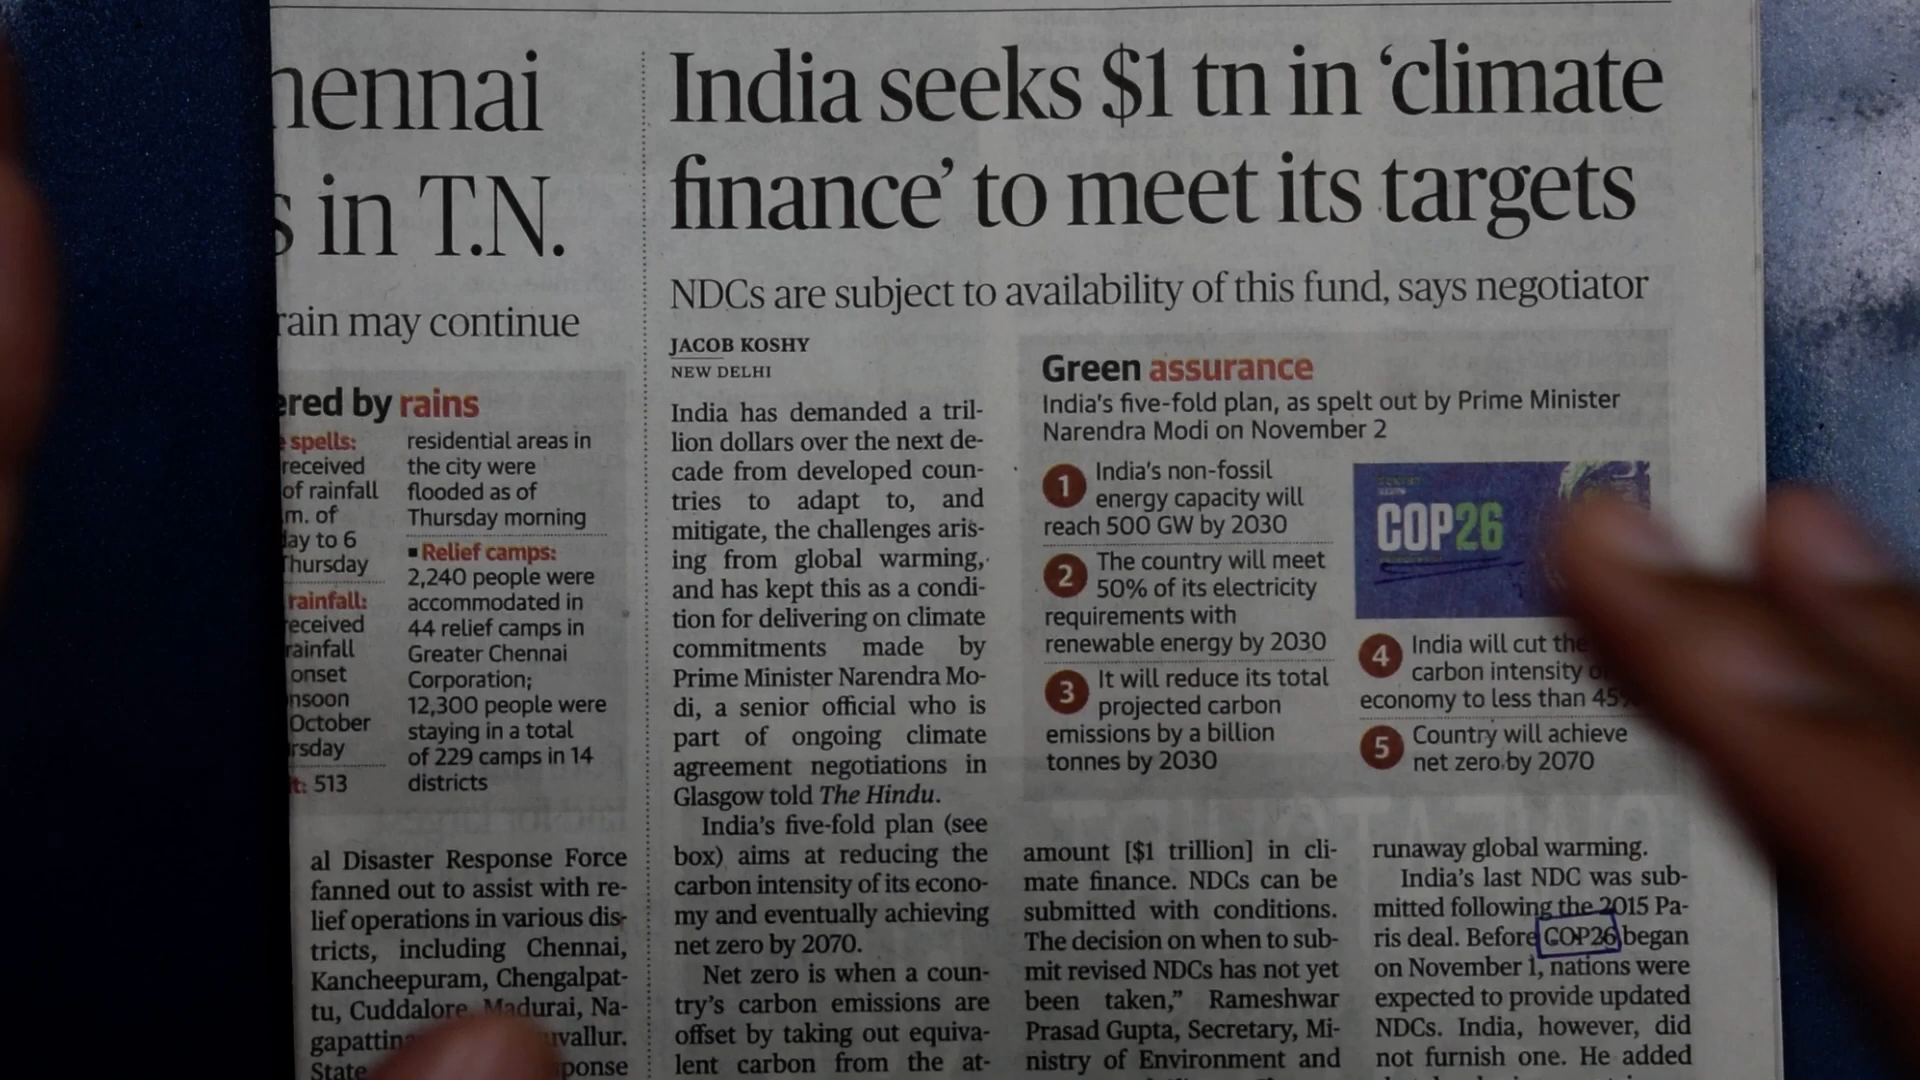 hennai
s in T.N.
rain may continue
ered by rains
spells:
received
of rainfall
m. of
day to 6
Thursday
rainfall:
received
rainfall
onset
nsoon
October
rsday
t: 513
residential areas in
the city were
flooded as of
Thursday morning
▪ Relief camps:
2,240 people were
accommodated in
44 relief camps in
Greater Chennai
Corporation;
12,300 people were
staying in a total
of 229 camps in 14
districts
al Disaster Response Force
fanned out to assist with re-
lief operations in various dis-
tricts, including Chennai,
Kancheepuram, Chengalpat-
tu, Cuddalore, Madurai, Na-
gapattin uvallur.
State ponse
India seeks $1 tn in ‘climate
finance’ to meet its targets
NDCs are subject to availability of this fund, says negotiator
JACOB KOSHY
NEW DELHI
India has demanded a tril-
lion dollars over the next de-
cade from developed coun-
tries to adapt to, and
mitigate, the challenges aris-
ing from global warming,
and has kept this as a condi-
tion for delivering on climate
commitments made by
Prime Minister Narendra Mo-
di, a senior official who is
part of ongoing climate
agreement negotiations in
Glasgow told The Hindu.
India’s five-fold plan (see
box) aims at reducing the
carbon intensity of its econo-
my and eventually achieving
net zero by 2070.
Net zero is when a coun-
try’s carbon emissions are
offset by taking out equiva-
lent carbon from the at-
Green assurance
India’s five-fold plan, as spelt out by Prime Minister
Narendra Modi on November 2
1 India’s non-fossil
energy capacity will
reach 500 GW by 2030
2 The country will meet
50% of its electricity
requirements with
renewable energy by 2030
3 It will reduce its total
projected carbon
emissions by a billion
tonnes by 2030
COP26
4 India will cut the
carbon intensity
economy to less than 45%
5 Country will achieve
net zero by 2070
amount [$1 trillion] in cli-
mate finance. NDCs can be
submitted with conditions.
The decision on when to sub-
mit revised NDCs has not yet
been taken,” Rameshwar
Prasad Gupta, Secretary, Mi-
nistry of Environment and
runaway global warming.
India’s last NDC was sub-
mitted following the 2015 Pa-
ris deal. Before COP26 began
on November 1, nations were
expected to provide updated
NDCs. India, however, did
not furnish one. He added